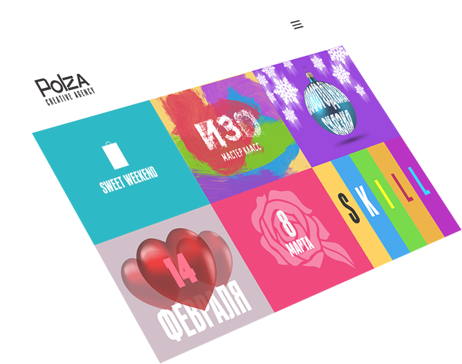 PolzA
CREATIVE AGENCY
SWEET WEEKEND
ИЗО
МАСТЕР КЛАСС
14
ФЕВРАЛЯ
8
МАРТА
SKILL